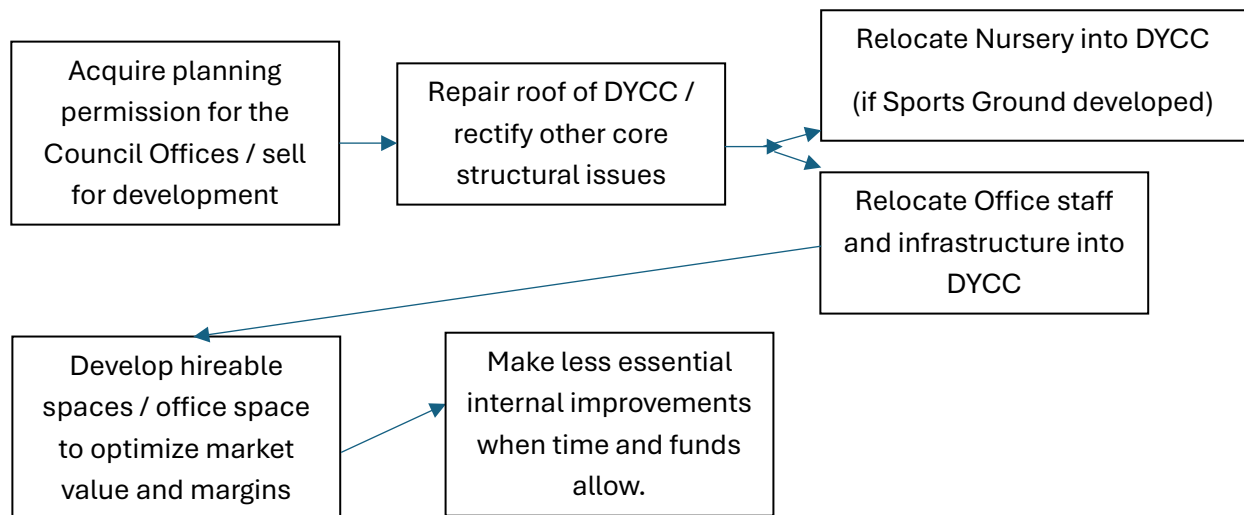 Acquire planning
permission for the
Council Offices / sell
for development
Repair roof of DYCC /
rectify other core
structural issues
Relocate Nursery into DYCC
(if Sports Ground developed)
Relocate Office staff
and infrastructure into
DYCC
Develop hireable
spaces / office space
to optimize market
value and margins
Make less essential
internal improvements
when time and funds
allow.